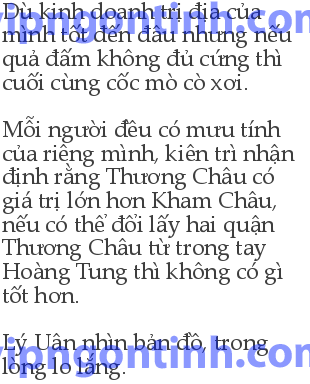 Dù kinh doanh trị địa của
mình tốt đến đâu nhưng nếu
quả đấm không đủ cứng thì
cuối cùng cốc mò cò xơi.
Mỗi người đều có mưu tính
của riêng mình, kiên trì nhận
định rằng Thương Châu có
giá trị lớn hơn Kham Châu,
nếu có thể đổi lấy hai quận
Thương Châu từ trong tay
Hoàng Tung thì không có gì
tốt hơn.
Lý Uân nhìn bản đồ, trong
lòng lo lắng.
vipngontinh.com
vipngontinh.com